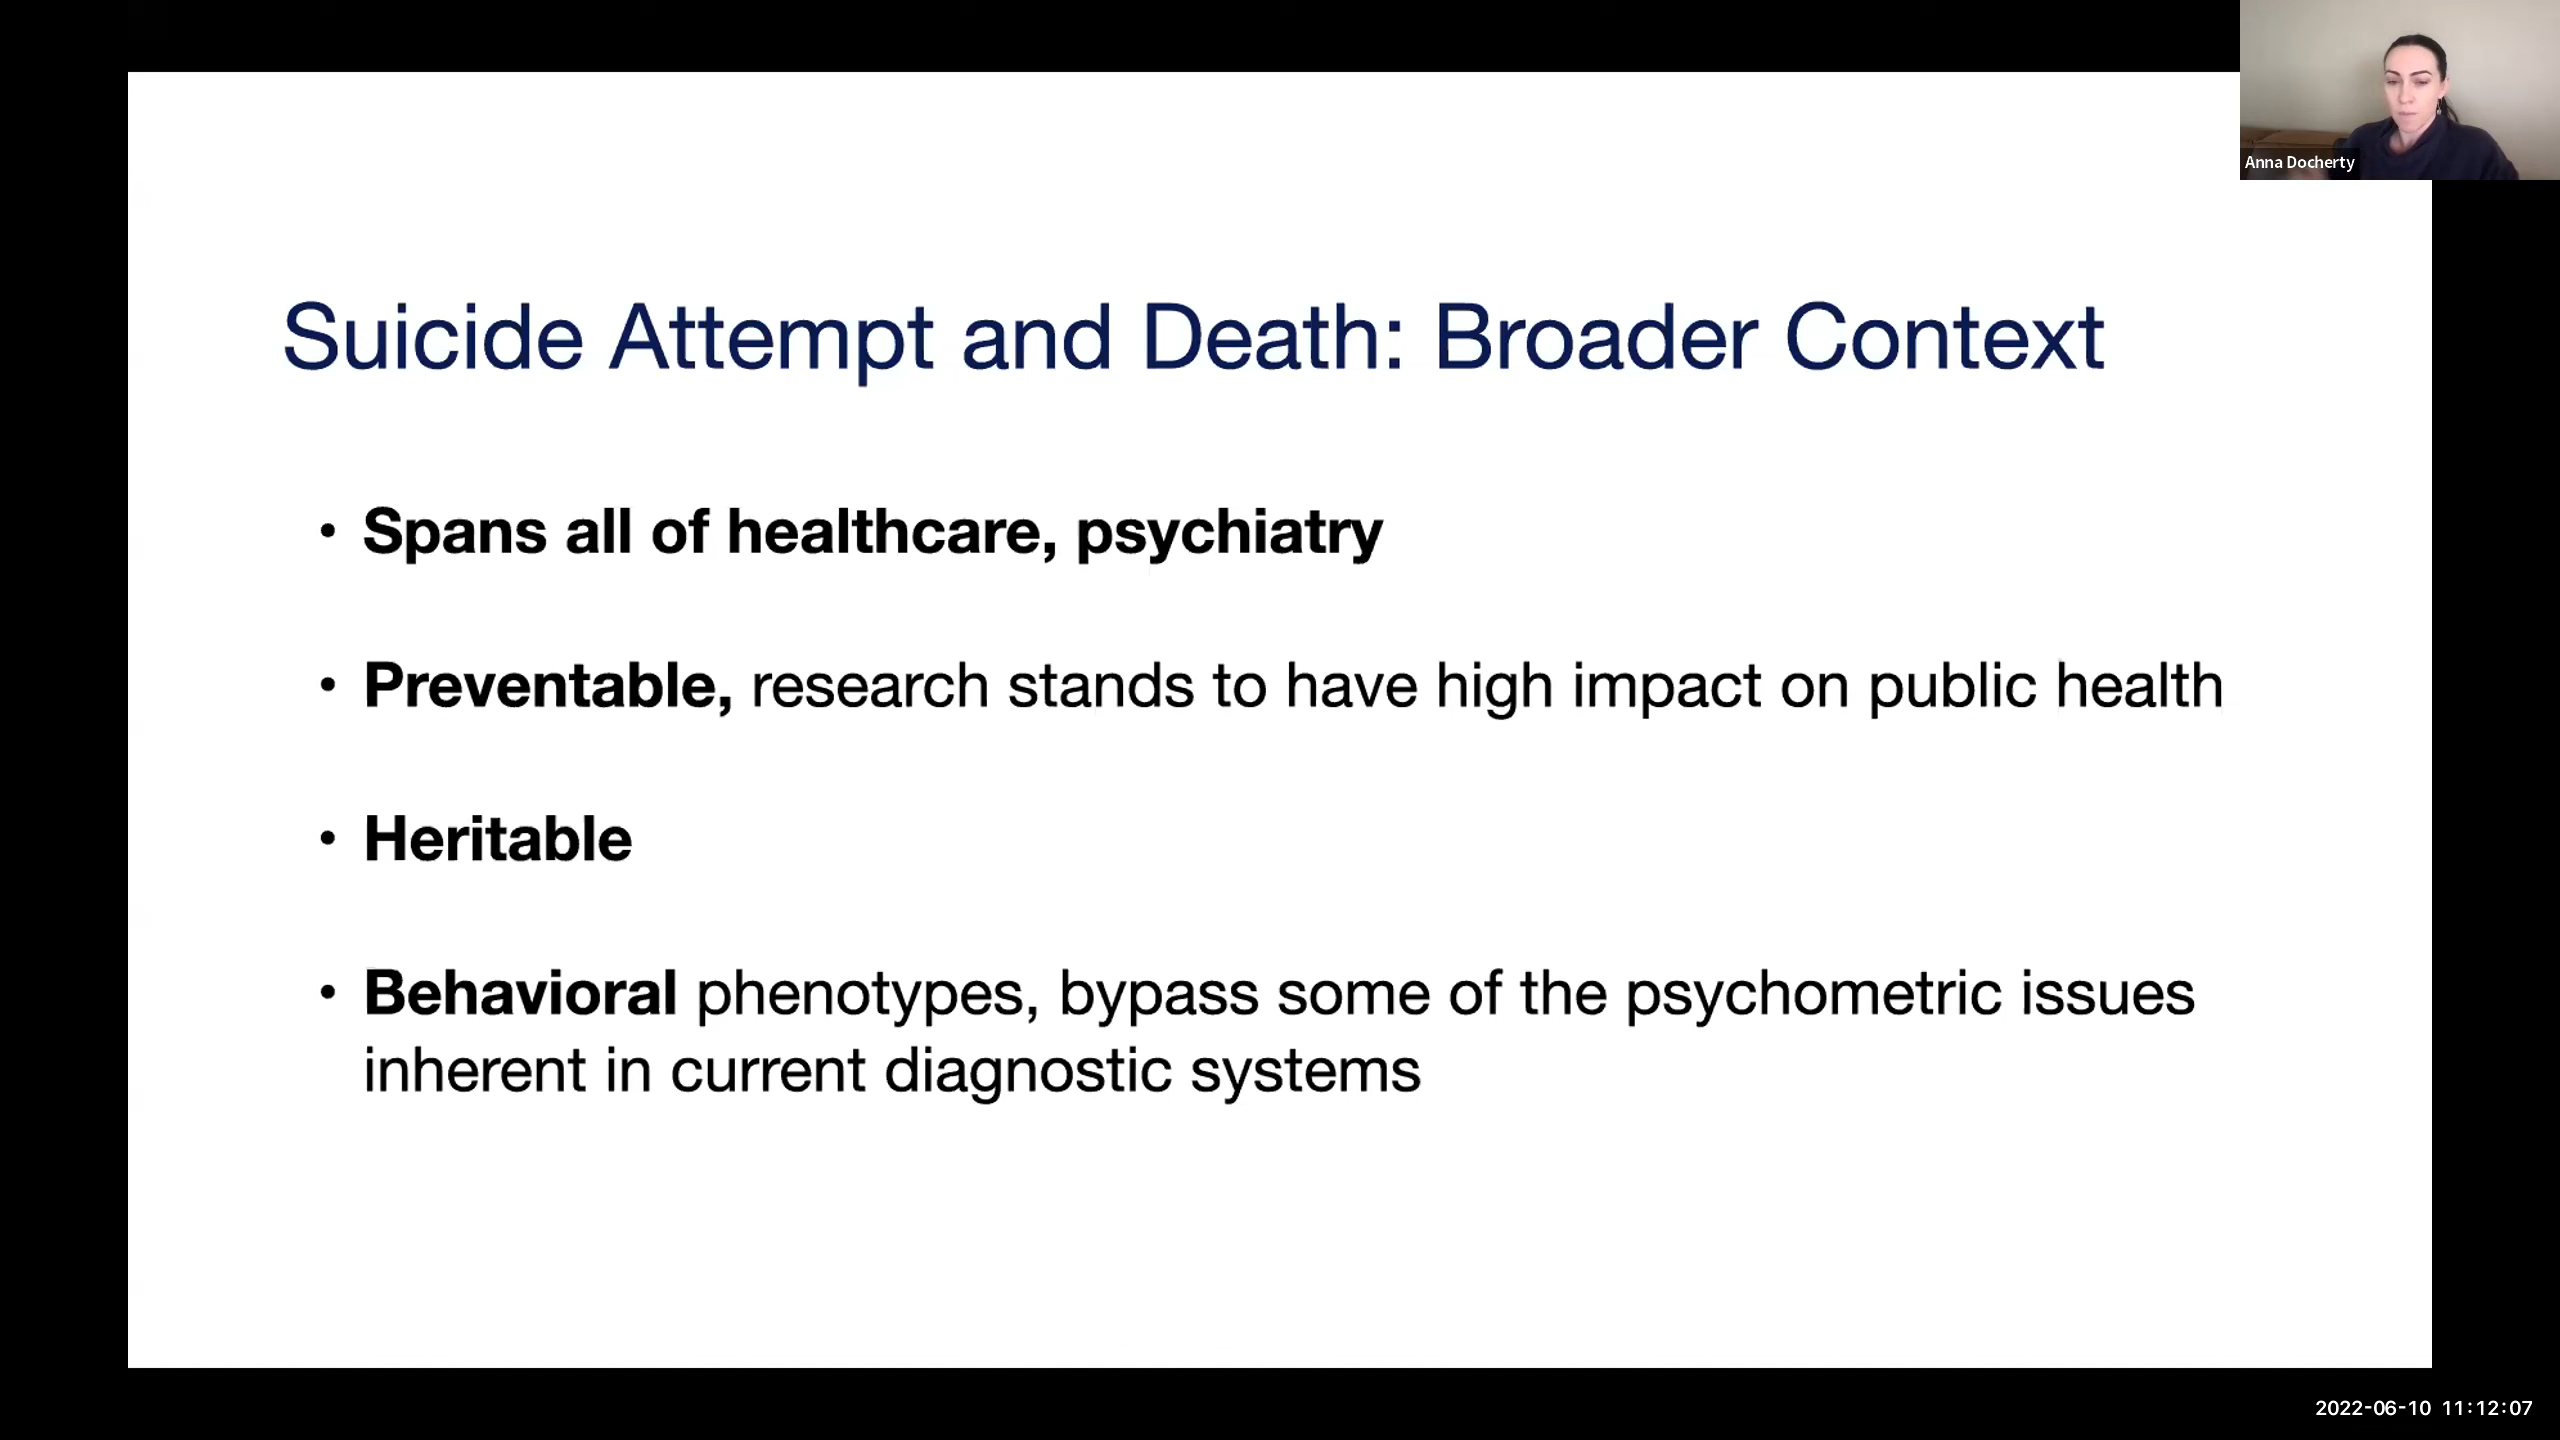 Anna Docherty
Suicide Attempt and Death: Broader Context
• Spans all of healthcare, psychiatry
• Preventable, research stands to have high impact on public health
• Heritable
• Behavioral phenotypes, bypass some of the psychometric issues
inherent in current diagnostic systems
2022-06-10 11:12:07